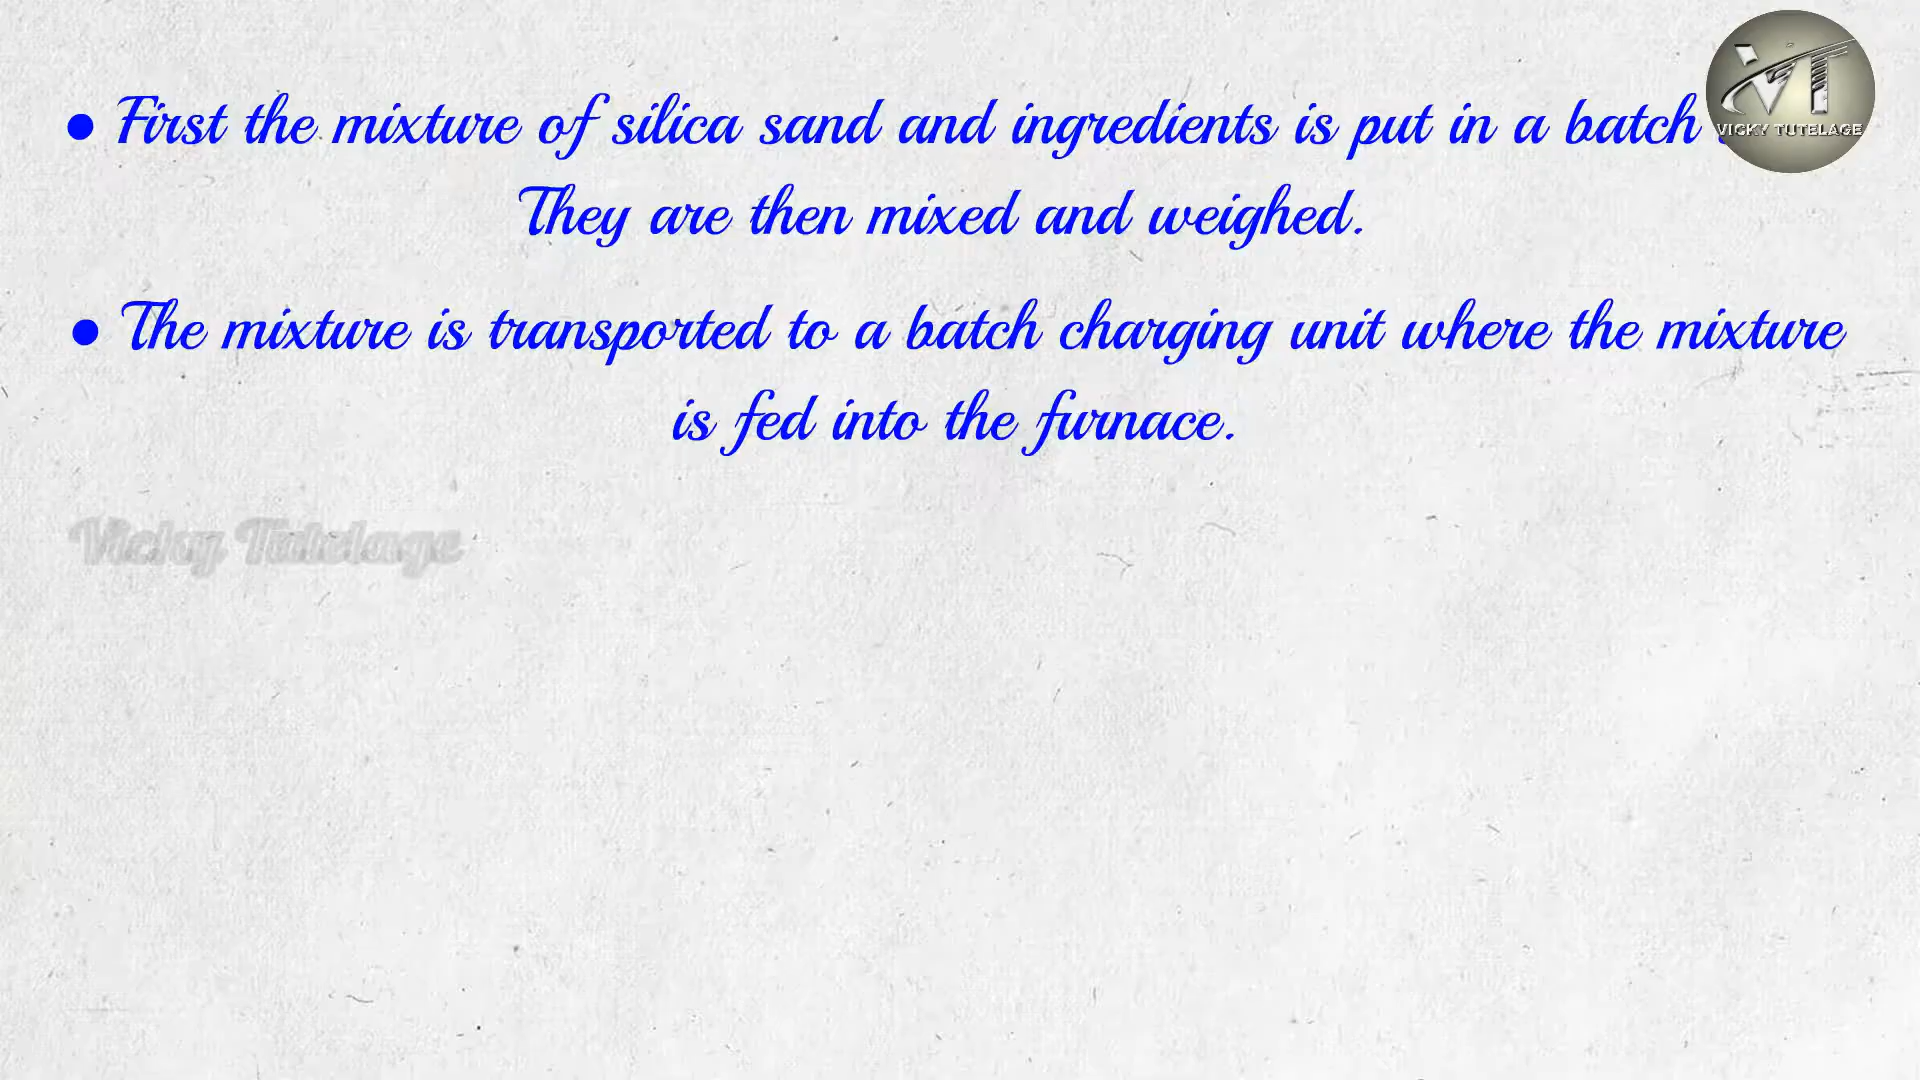 • First the mixture of silica sand and ingredients is put in a batch
They are then mixed and weighed.
• The mixture is transported to a batch charging unit where the mixture
is fed into the furnace.
VT
VICKY TUTELAGE
Vicky Tutelage